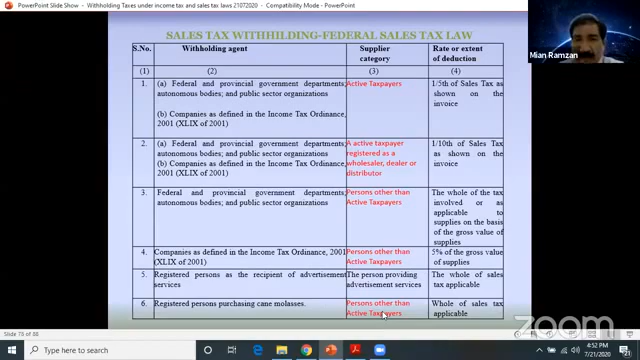 PowerPoint Slide Show - Withholding Taxes under income tax and sales tax laws 21072020 - Compatibility Mode - PowerPoint
Mian Ramzan
SALES TAX WITHHOLDING-FEDERAL SALES TAX LAW
S.No. Withholding agent Supplier category Rate or extent of deduction
(1) (2) (3) (4)
1. (a) Federal and provincial government departments; autonomous bodies; and public sector organizations
(b) Companies as defined in the Income Tax Ordinance, 2001 (XLIX of 2001)
Active Taxpayers
1/5th of Sales Tax as shown on the invoice
2. (a) Federal and provincial government departments; autonomous bodies; and public sector organizations
(b) Companies as defined in the Income Tax Ordinance, 2001 (XLIX of 2001)
A active taxpayer registered as a wholesaler, dealer or distributor
1/10th of Sales Tax as shown on the invoice
3. Federal and provincial government departments; autonomous bodies; and public sector organizations
Persons other than Active Taxpayers
The whole of the tax involved or as applicable to supplies on the basis of the gross value of supplies
4. Companies as defined in the Income Tax Ordinance, 2001 (XLIX of 2001)
Persons other than Active Taxpayers
5% of the gross value of supplies
5. Registered persons as the recipient of advertisement services
The person providing advertisement services
The whole of sales tax applicable
6. Registered persons purchasing cane molasses.
Persons other than Active Taxpayers
Whole of sales tax applicable
Slide 78 of 88
zoom
Type here to search
4:52 PM
7/21/2020